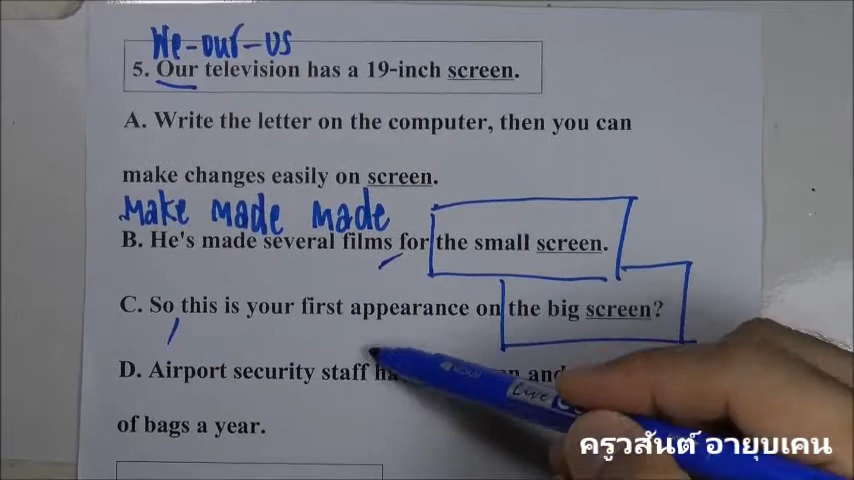 We-our-us
5. Our television has a 19-inch screen.
A. Write the letter on the computer, then you can
make changes easily on screen.
Make made made
B. He's made several films for the small screen.
C. So this is your first appearance on the big screen?
D. Airport security staff
of bags a year.
ครูวสันต์ อายุบเคน